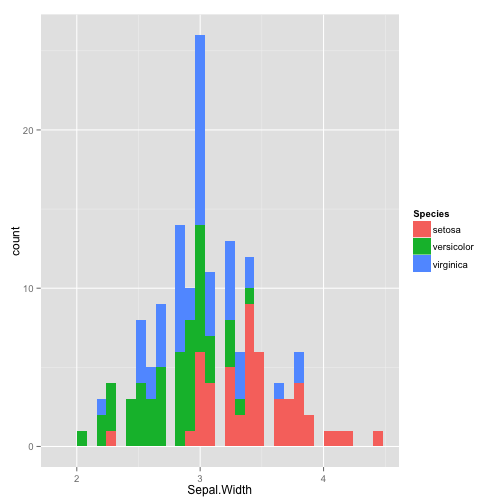 20
10
0
count
2
3
4
Sepal.Width
Species
setosa
versicolor
virginica